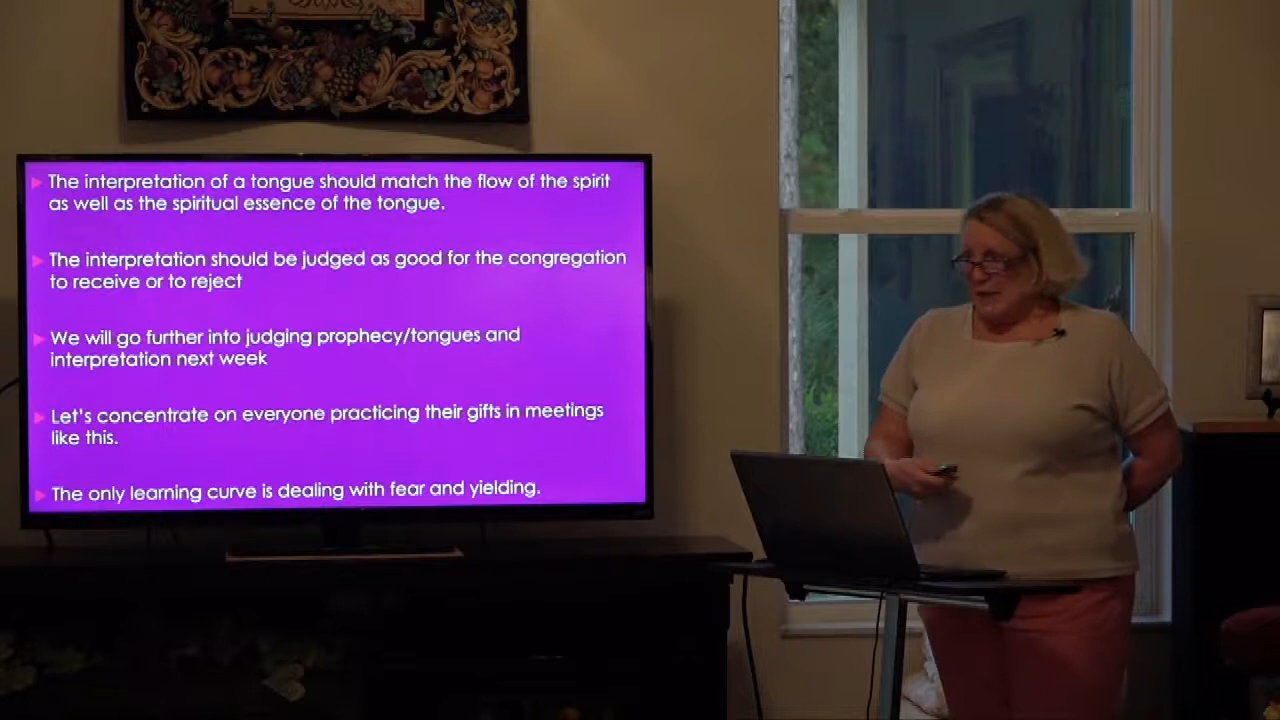 The interpretation of a tongue should match the flow of the spirit
as well as the spiritual essence of the tongue.
The interpretation should be judged as good for the congregation
to receive or to reject
We will go further into judging prophecy/tongues and
interpretation next week
Let's concentrate on everyone practicing their gifts in meetings
like this.
The only learning curve is dealing with fear and yielding.